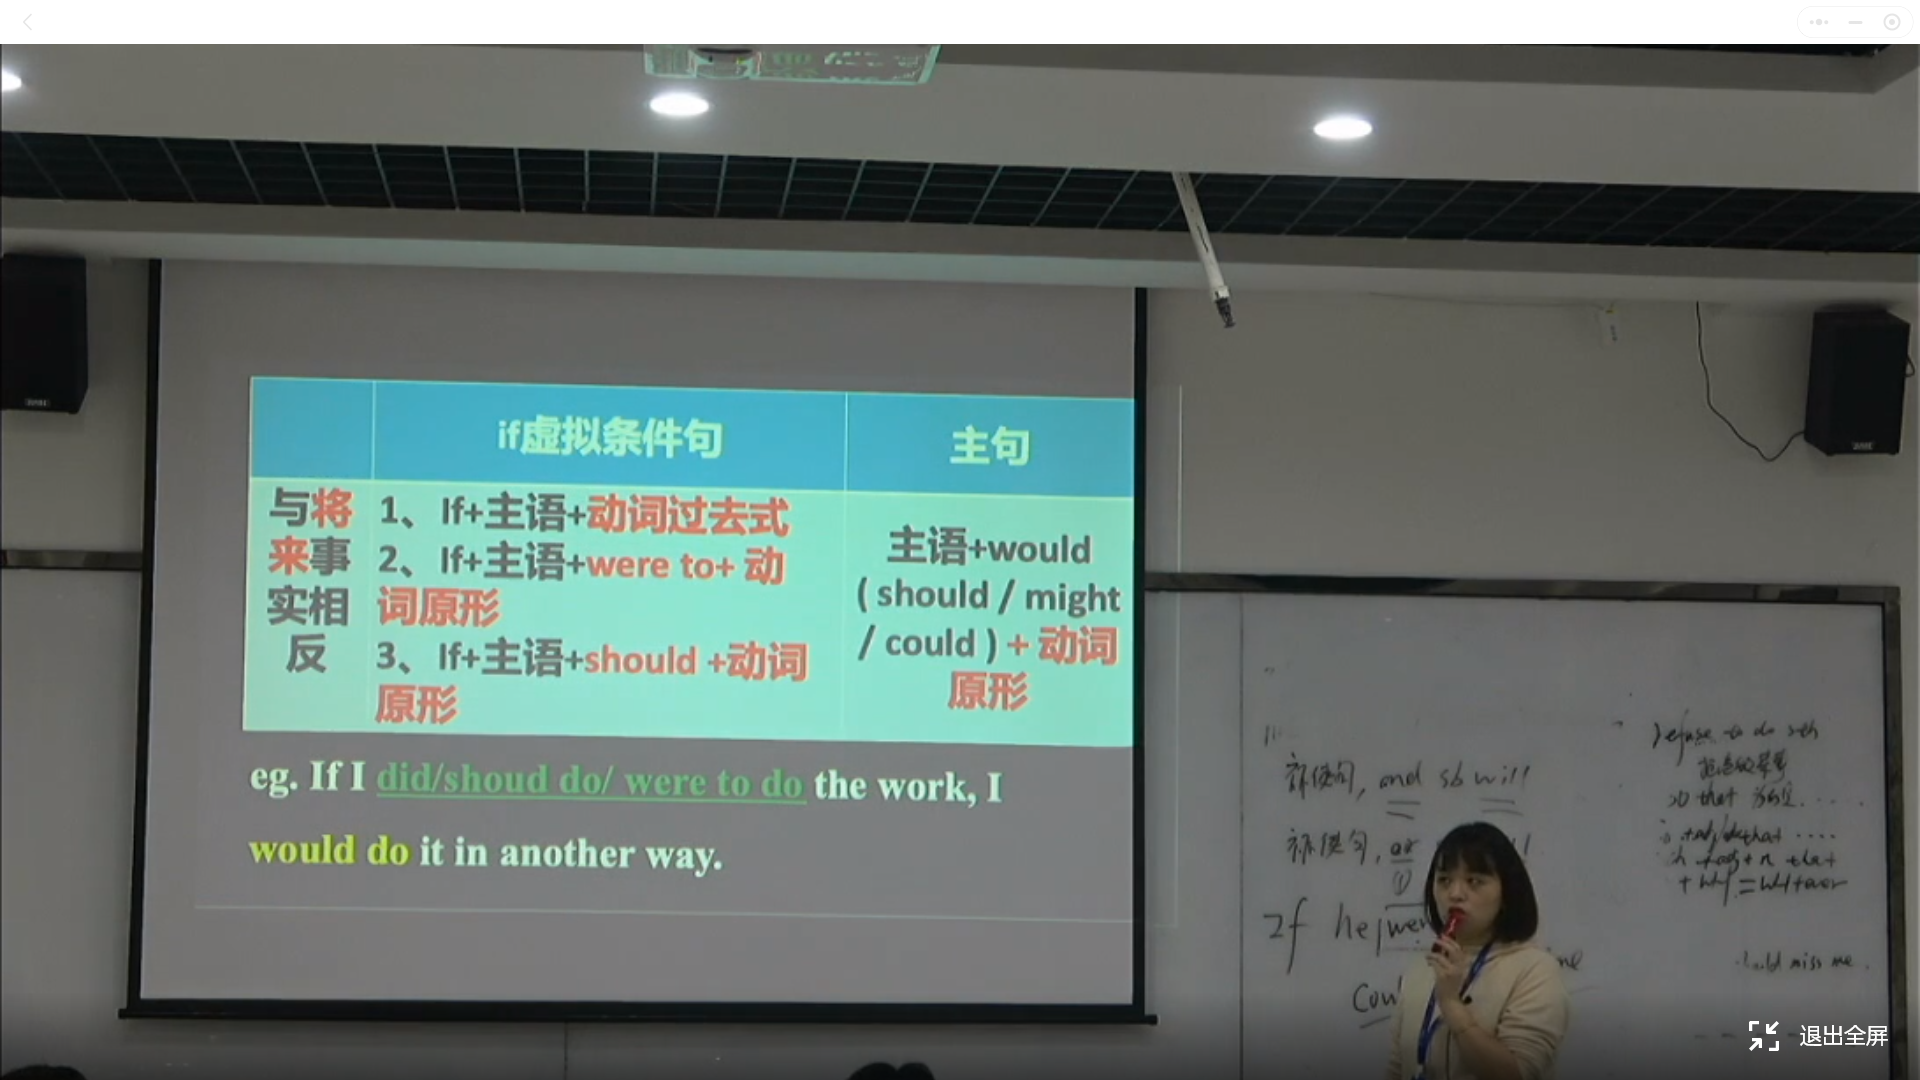 if虚拟条件句
主句
与将
来事
实相
反
1、If+主语+动词过去式
2、If+主语+were to+ 动
词原形
3、If+主语+should +动词
原形
主语+would
( should / might
/ could ) + 动词
原形
eg. If I did/shoud do/ were to do the work, I
would do it in another way.
祈使句, and sb will
祈使句, or
①
If he
refuse to do sth
so that
miss me.
退出全屏